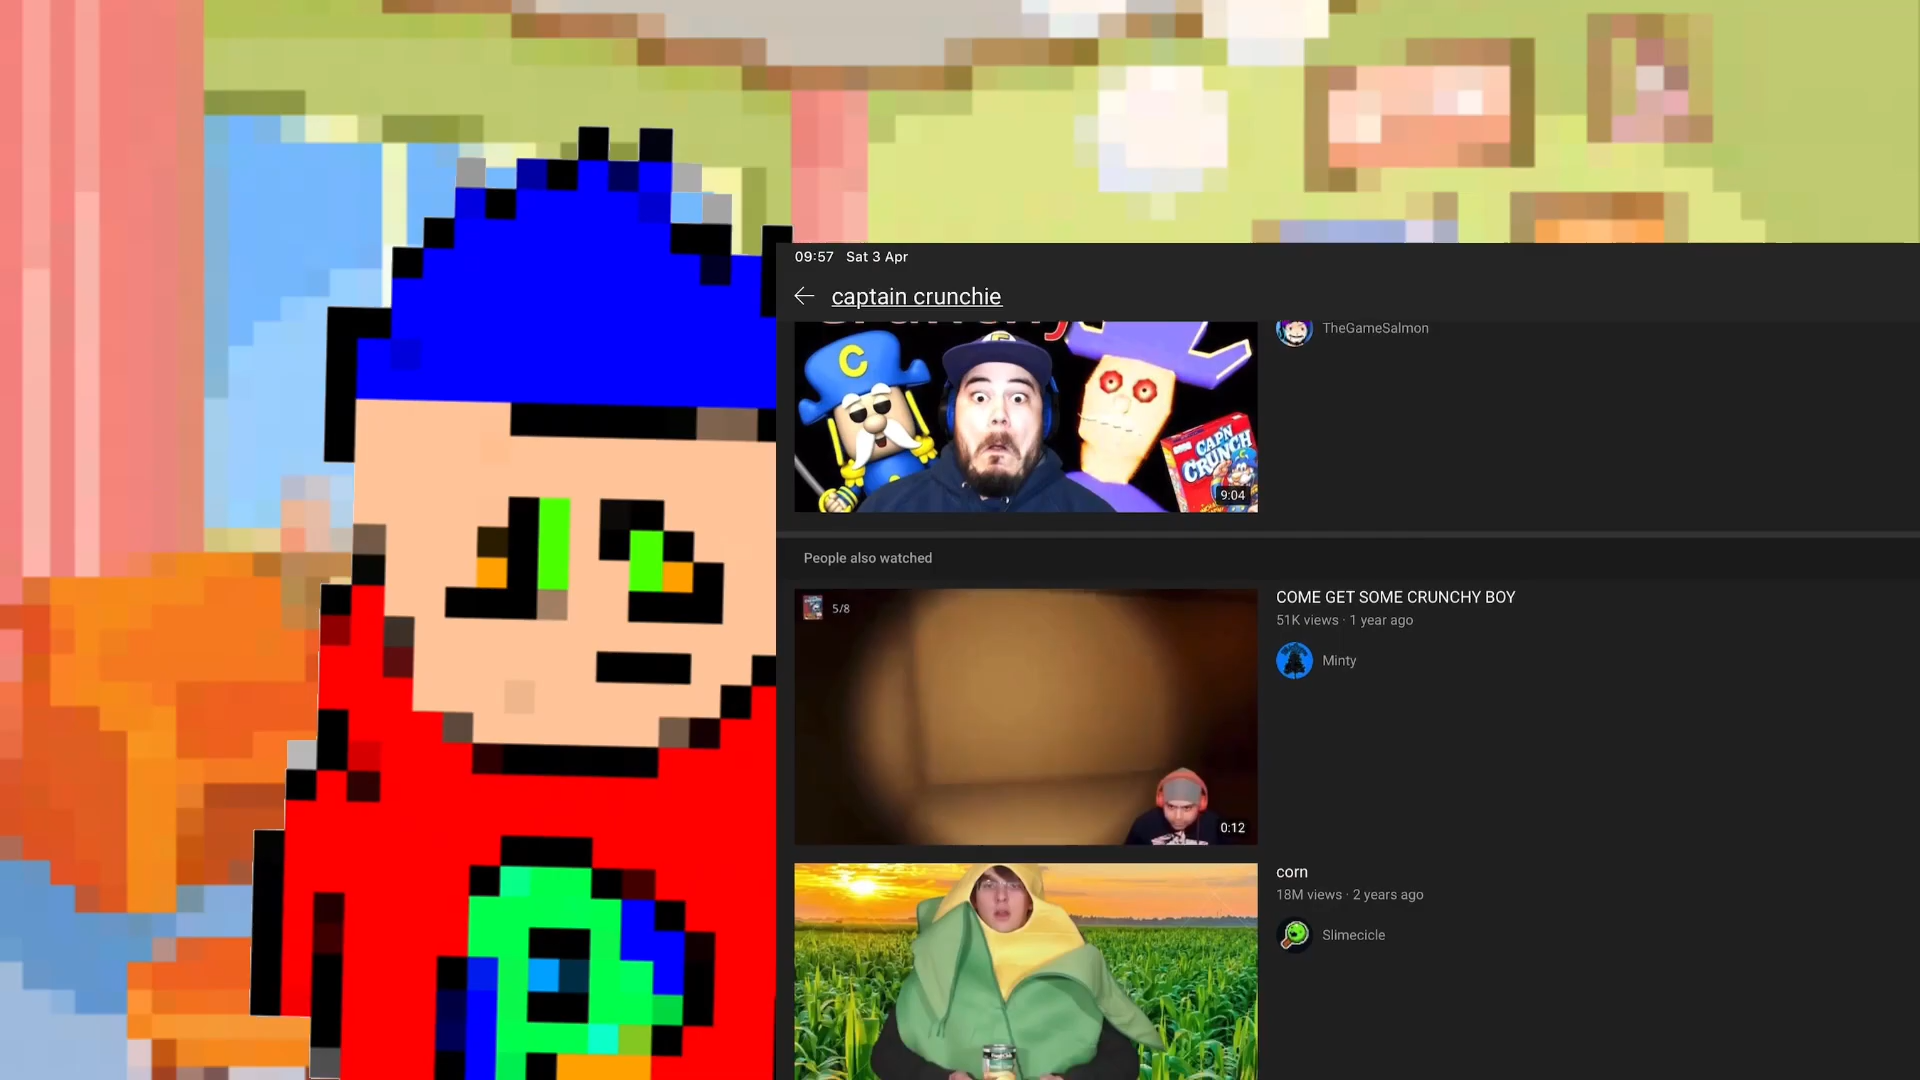 09:57 Sat 3 Apr
captain crunchie
TheGameSalmon
C
CAP'N
CRUNCH
9:04
People also watched
5/8
COME GET SOME CRUNCHY BOY
51K views · 1 year ago
Minty
0:12
corn
18M views · 2 years ago
Slimecicle